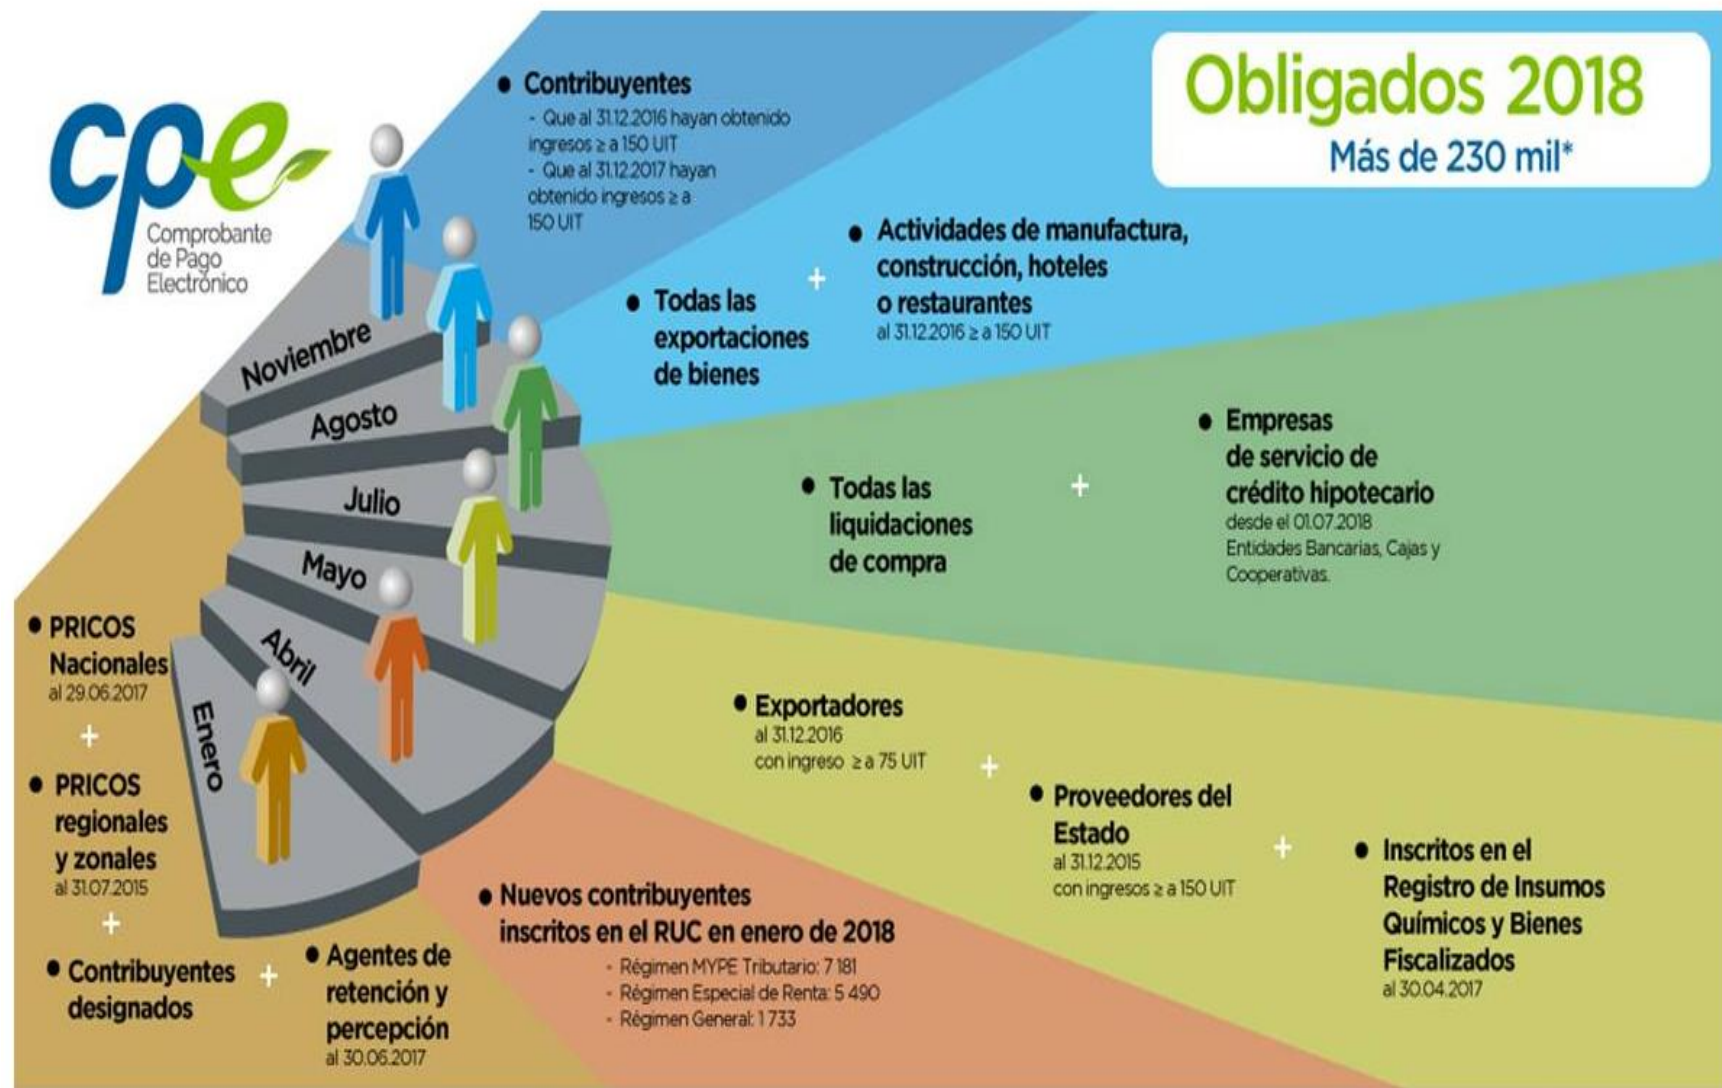 cpe
Comprobante
de Pago
Electrónico
Obligados 2018
Más de 230 mil*
Noviembre
• Contribuyentes
- Que al 31.12.2016 hayan obtenido
ingresos ≥ a 150 UIT
- Que al 31.12.2017 hayan
obtenido ingresos ≥ a
150 UIT
Agosto
• Todas las
exportaciones
de bienes
+
• Actividades de manufactura,
construcción, hoteles
o restaurantes
al 31.12.2016 ≥ a 150 UIT
Julio
• Todas las
liquidaciones
de compra
+
• Empresas
de servicio de
crédito hipotecario
desde el 01.07.2018
Entidades Bancarias, Cajas y
Cooperativas.
Mayo
• Exportadores
al 31.12.2016
con ingreso ≥ a 75 UIT
+
• Proveedores del
Estado
al 31.12.2015
con ingresos ≥ a 150 UIT
+
• Inscritos en el
Registro de Insumos
Químicos y Bienes
Fiscalizados
al 30.04.2017
Abril
• Nuevos contribuyentes
inscritos en el RUC en enero de 2018
- Régimen MYPE Tributario: 7 181
- Régimen Especial de Renta: 5 490
- Régimen General: 1 733
Enero
• PRICOS
Nacionales
al 29.06.2017
+
• PRICOS
regionales
y zonales
al 31.07.2015
+
• Contribuyentes
designados
+
• Agentes de
retención y
percepción
al 30.06.2017